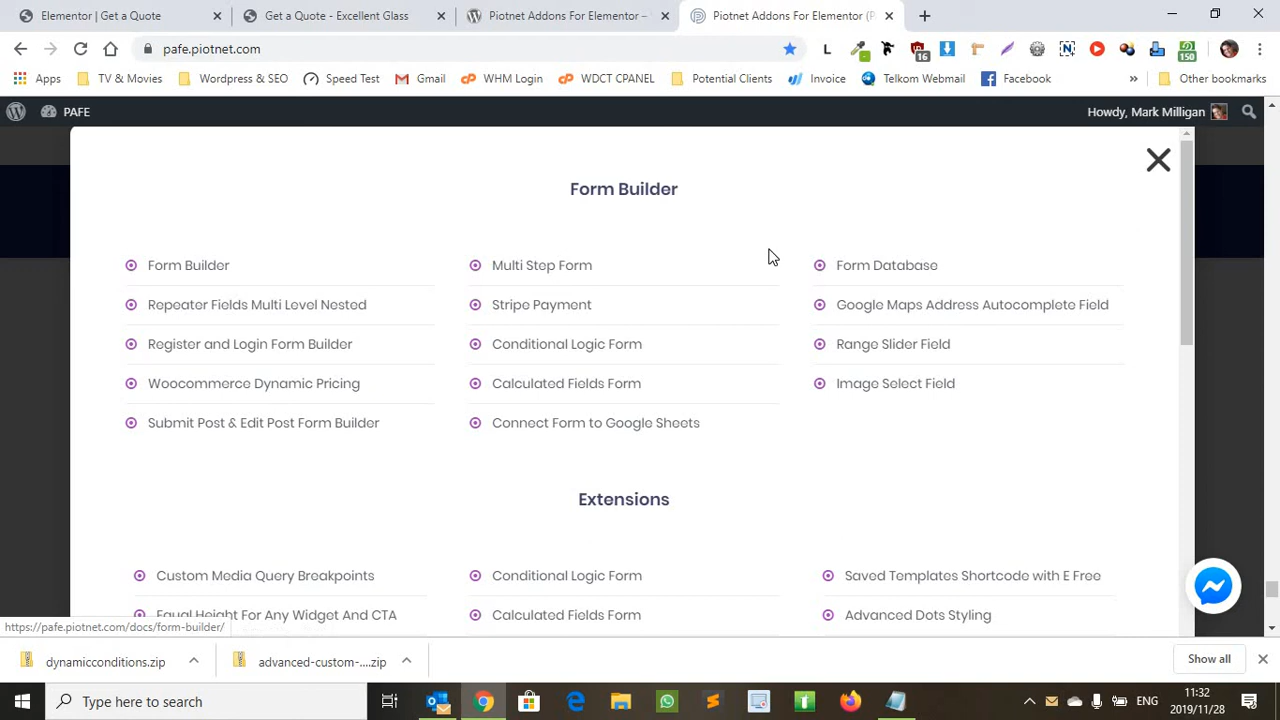 Elementor | Get a Quote
Get a Quote - Excellent Glass
Piotnet Addons For Elementor –
Piotnet Addons For Elementor (P
pafe.piotnet.com
16
150
Apps
TV & Movies
Wordpress & SEO
Speed Test
Gmail
WHM Login
WDCT CPANEL
Potential Clients
Invoice
Telkom Webmail
Facebook
»
Other bookmarks
PAFE
Howdy, Mark Milligan
Form Builder
Form Builder
Multi Step Form
Form Database
Repeater Fields Multi Level Nested
Stripe Payment
Google Maps Address Autocomplete Field
Register and Login Form Builder
Conditional Logic Form
Range Slider Field
Woocommerce Dynamic Pricing
Calculated Fields Form
Image Select Field
Submit Post & Edit Post Form Builder
Connect Form to Google Sheets
Extensions
Custom Media Query Breakpoints
Conditional Logic Form
Saved Templates Shortcode with E Free
Equal Height For Any Widget And CTA
Calculated Fields Form
Advanced Dots Styling
https://pafe.piotnet.com/docs/form-builder/
dynamicconditions.zip
advanced-custom-....zip
Show all
Type here to search
ENG
11:32
2019/11/28